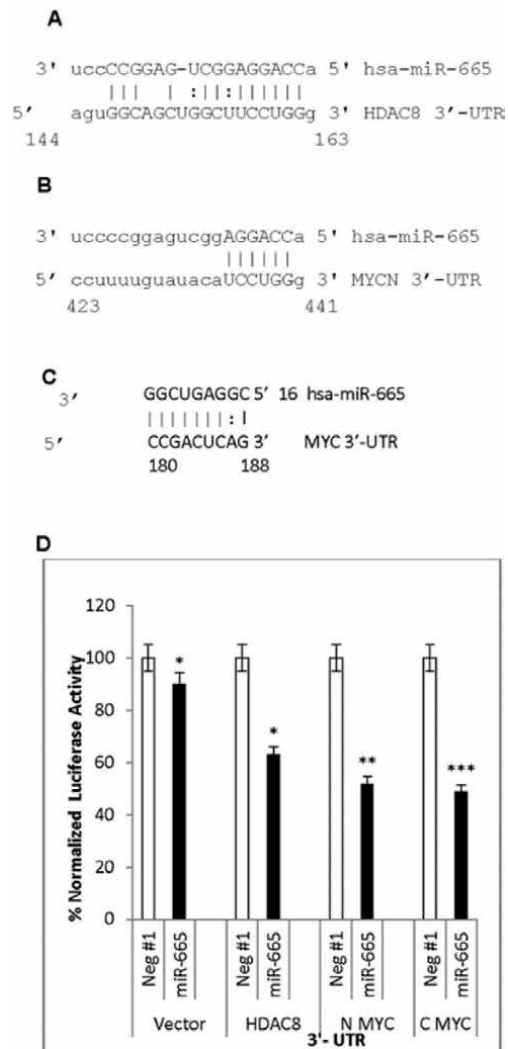 A
3' uccCCGGAG-UCGGAGGACCa 5' hsa-miR-665
||| | :||:||||||
5' aguGGCAGCUGGCUUCCUGGg 3' HDAC8 3'-UTR
144 163
B
3' uccccggagucggAGGACCa 5' hsa-miR-665
||||||
5' ccuuuuguauacaUCCUGGg 3' MYCN 3'-UTR
423 441
C
3' GGCUGAGGC 5' 16 hsa-miR-665
|||||||:|
5' CCGACUCAG 3' MYC 3'-UTR
180 188
D
% Normalized Luciferase Activity
120
100
80
60
40
20
0
* * ** ***
Neg #1 miR-665 Neg #1 miR-665 Neg #1 miR-665 Neg #1 miR-665
Vector HDAC8 N MYC C MYC
3'- UTR